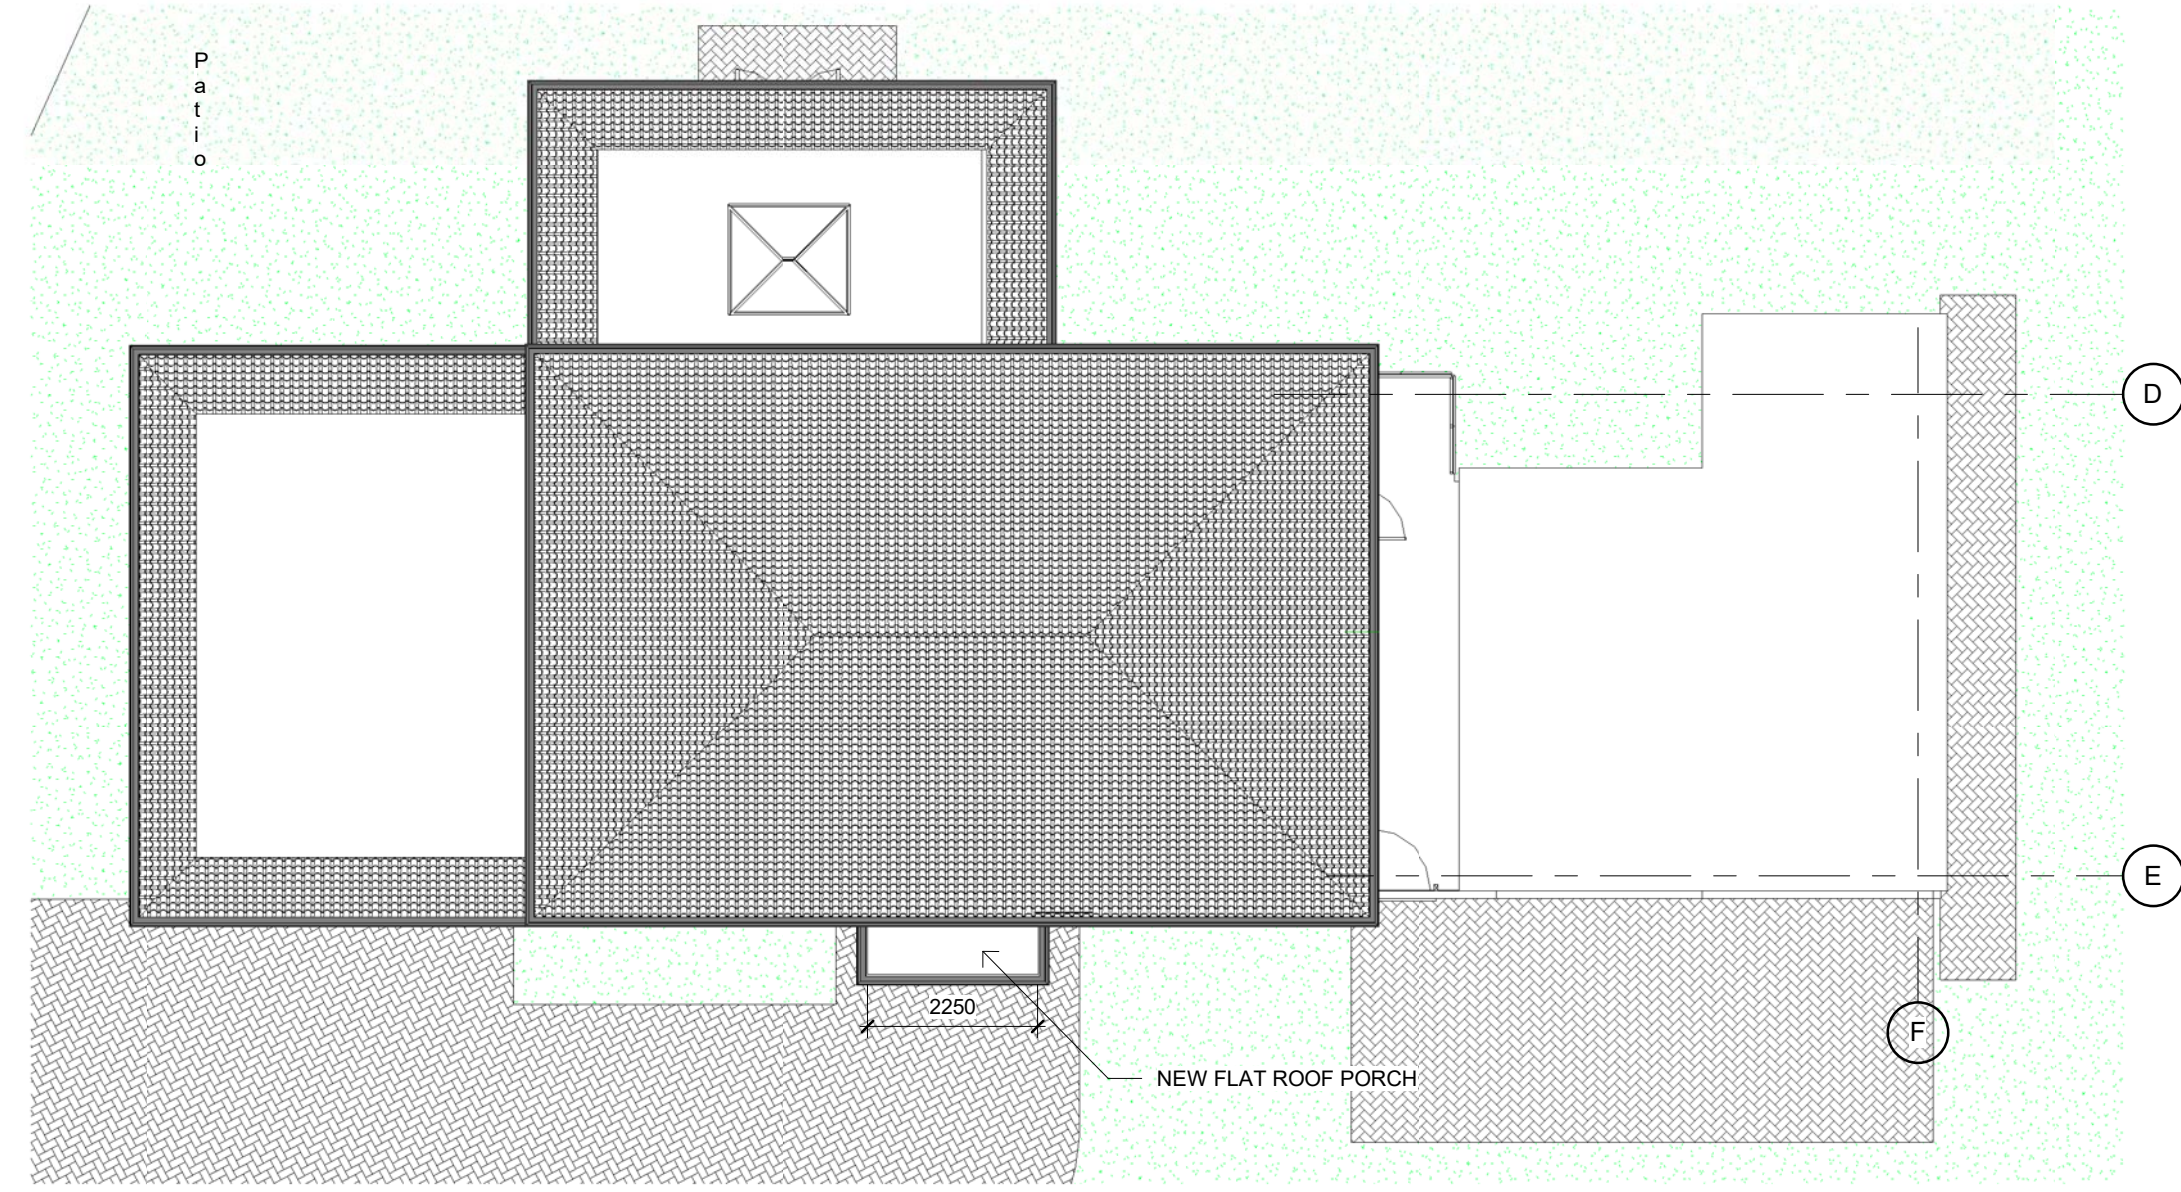 Patio
D
E
2250
F
NEW FLAT ROOF PORCH